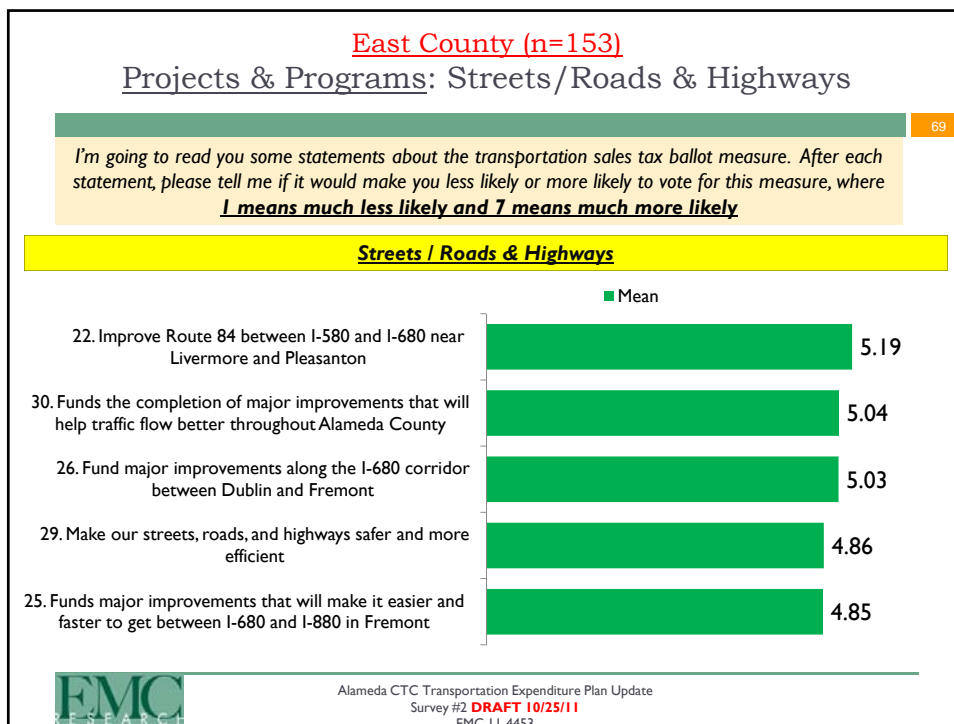 East County (n=153)
Projects & Programs: Streets/Roads & Highways
69
I'm going to read you some statements about the transportation sales tax ballot measure. After each
statement, please tell me if it would make you less likely or more likely to vote for this measure, where
1 means much less likely and 7 means much more likely
Streets / Roads & Highways
Mean
22. Improve Route 84 between I-580 and I-680 near
Livermore and Pleasanton
5.19
30. Funds the completion of major improvements that will
help traffic flow better throughout Alameda County
5.04
26. Fund major improvements along the I-680 corridor
between Dublin and Fremont
5.03
29. Make our streets, roads, and highways safer and more
efficient
4.86
25. Funds major improvements that will make it easier and
faster to get between I-680 and I-880 in Fremont
4.85
EMC
RESEARCH
Alameda CTC Transportation Expenditure Plan Update
Survey #2 DRAFT 10/25/11
EMC 11-4453